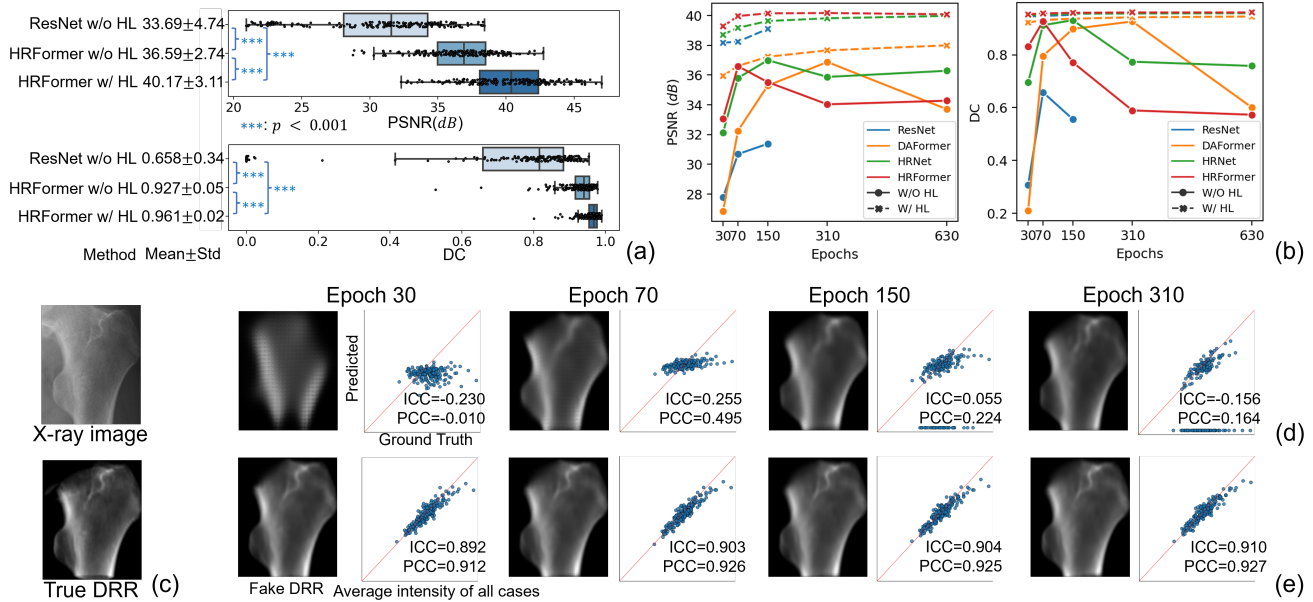 ResNet w/o HL 33.69±4.74
HRFormer w/o HL 36.59±2.74
HRFormer w/ HL 40.17±3.11
***
***
***
20 25 30 35 40 45
PSNR(dB)
***: p < 0.001
ResNet w/o HL 0.658±0.34
HRFormer w/o HL 0.927±0.05
HRFormer w/ HL 0.961±0.02
***
***
***
0.0 0.2 0.4 0.6 0.8 1.0
Method Mean±Std
DC
(a)
PSNR (dB)
40
38
36
34
32
30
28
ResNet
DAFormer
HRNet
HRFormer
W/O HL
W/ HL
30 70 150 310 630
Epochs
DC
0.8
0.6
0.4
0.2
ResNet
DAFormer
HRNet
HRFormer
W/O HL
W/ HL
30 70 150 310 630
Epochs
(b)
Epoch 30 Epoch 70 Epoch 150 Epoch 310
X-ray image
Predicted
ICC=-0.230
PCC=-0.010
Ground Truth
ICC=0.255
PCC=0.495
ICC=0.055
PCC=0.224
ICC=-0.156
PCC=0.164
(d)
True DRR
(c)
Fake DRR
ICC=0.892
PCC=0.912
Average intensity of all cases
ICC=0.903
PCC=0.926
ICC=0.904
PCC=0.925
ICC=0.910
PCC=0.927
(e)